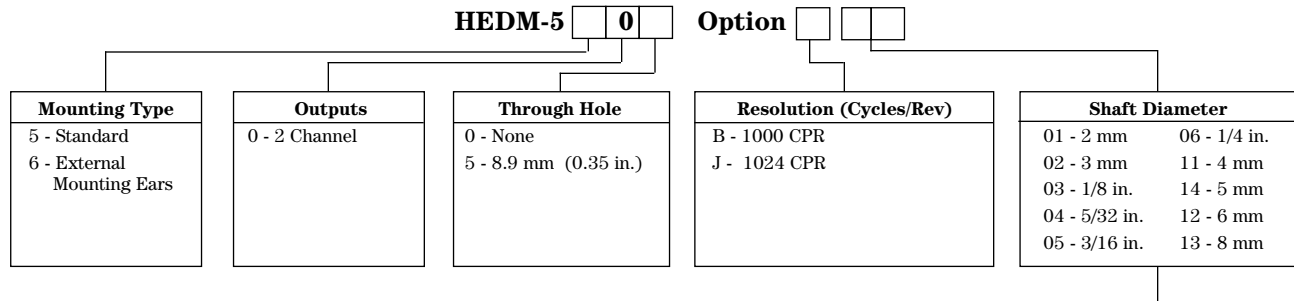 HEDM-5 0 Option
Mounting Type
5 - Standard
6 - External
Mounting Ears
Outputs
0 - 2 Channel
Through Hole
0 - None
5 - 8.9 mm (0.35 in.)
Resolution (Cycles/Rev)
B - 1000 CPR
J - 1024 CPR
Shaft Diameter
01 - 2 mm
02 - 3 mm
03 - 1/8 in.
04 - 5/32 in.
05 - 3/16 in.
06 - 1/4 in.
11 - 4 mm
14 - 5 mm
12 - 6 mm
13 - 8 mm